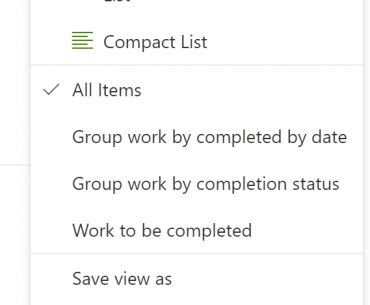 Compact List
All Items
Group work by completed by date
Group work by completion status
Work to be completed
Save view as